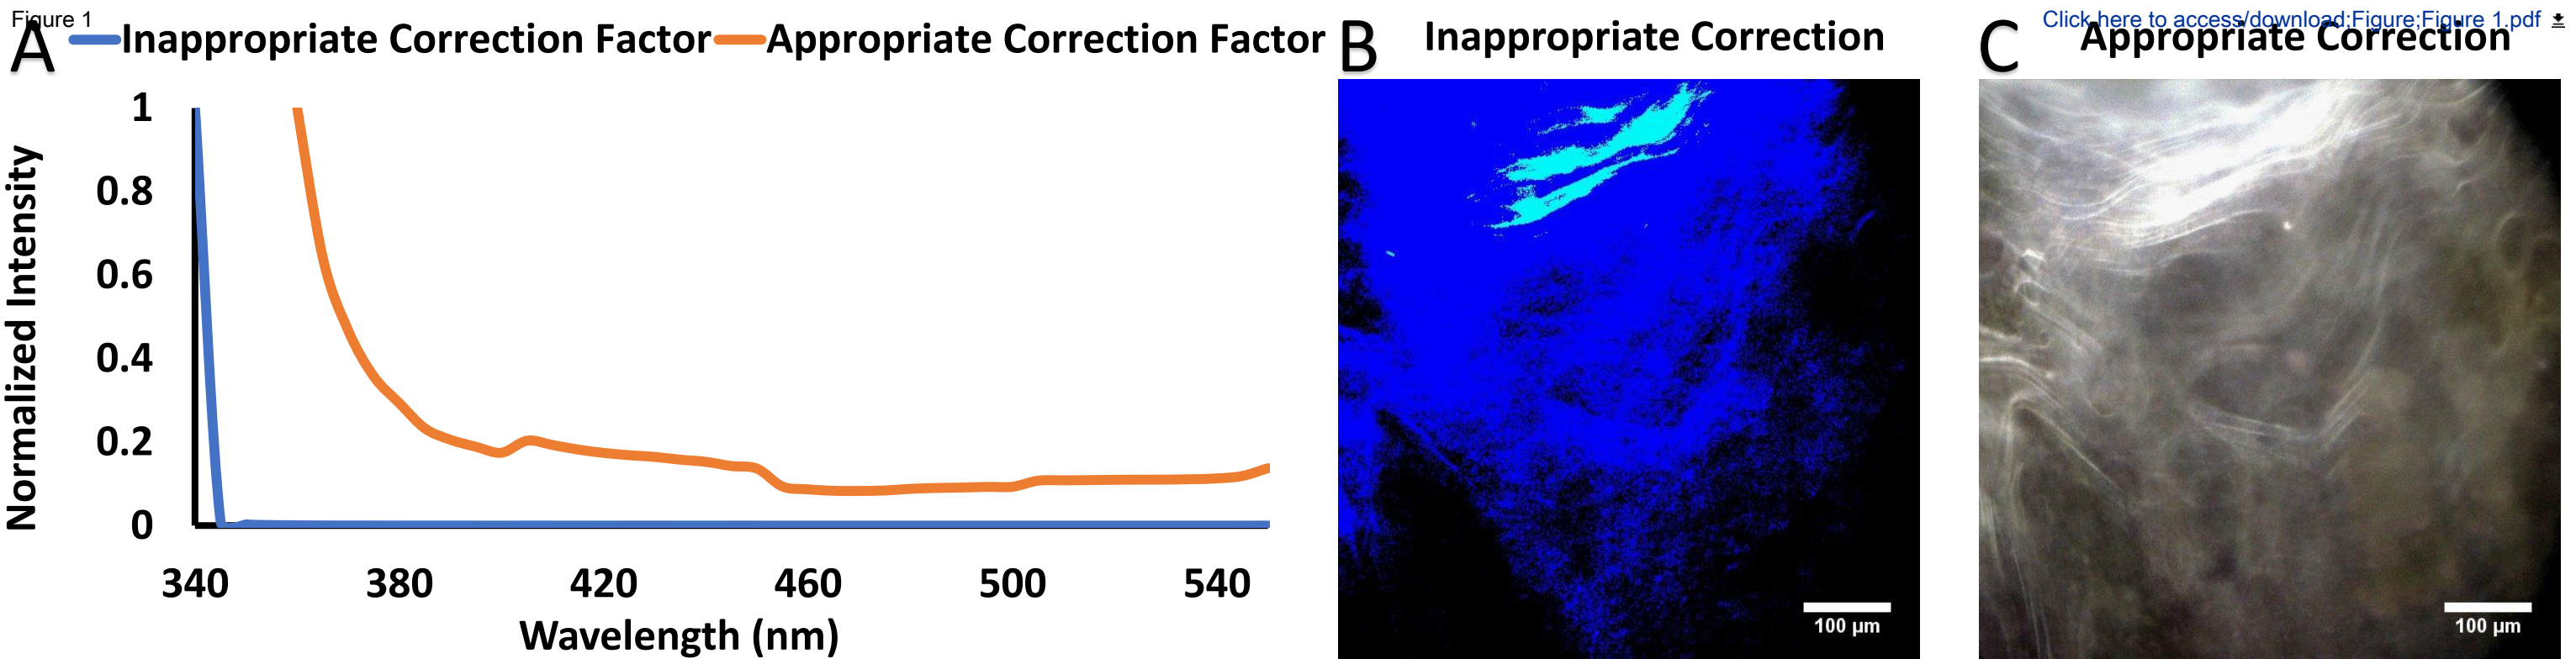 Figure 1
Click here to access/download;Figure;Figure 1.pdf
A
Inappropriate Correction Factor
Appropriate Correction Factor
Normalized Intensity
1
0.8
0.6
0.4
0.2
0
340 380 420 460 500 540
Wavelength (nm)
B
Inappropriate Correction
100 µm
C
Appropriate Correction
100 µm